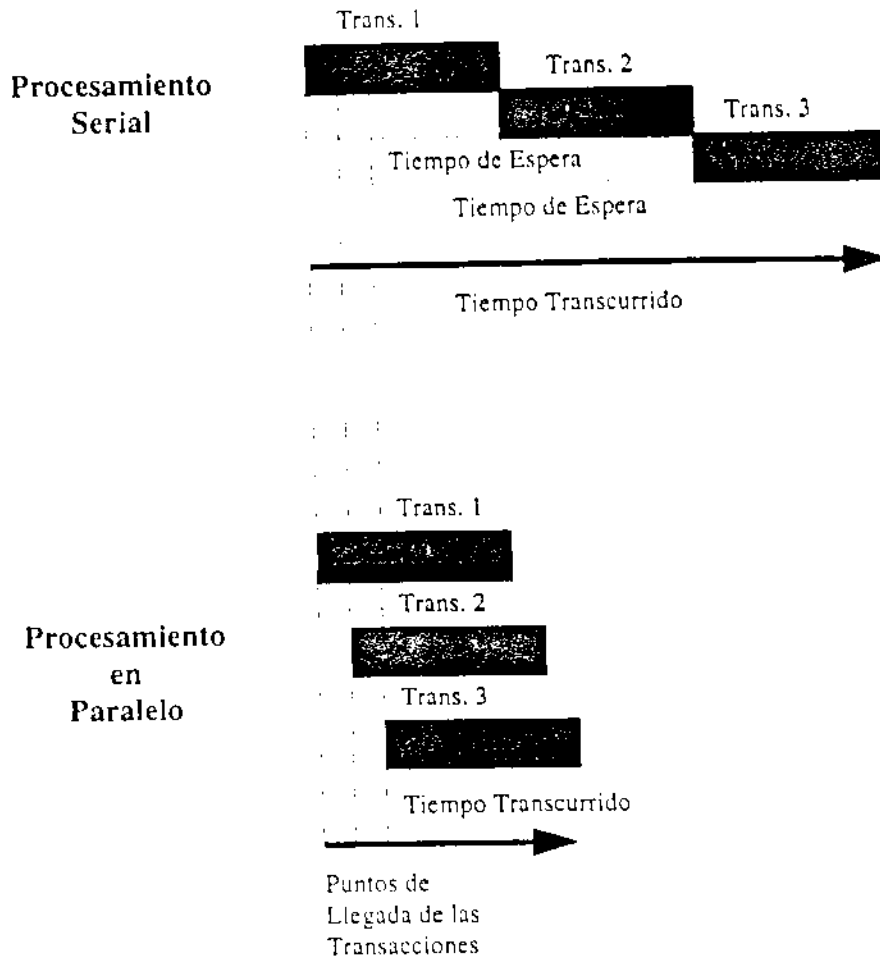 Trans. 1
Procesamiento
Serial
Trans. 2
Trans. 3
Tiempo de Espera
Tiempo de Espera
Tiempo Transcurrido
Trans. 1
Trans. 2
Procesamiento
en
Paralelo
Trans. 3
Tiempo Transcurrido
Puntos de
Llegada de las
Transacciones